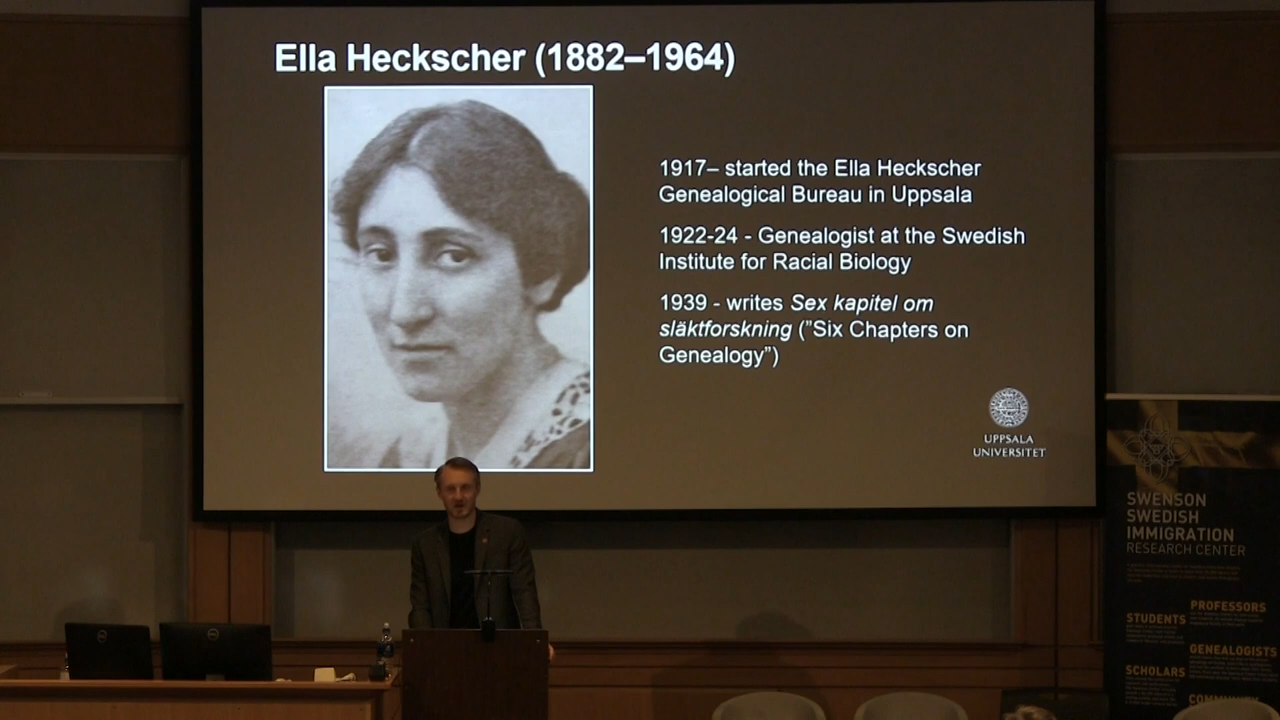 Ella Heckscher (1882–1964)
1917– started the Ella Heckscher
Genealogical Bureau in Uppsala
1922-24 - Genealogist at the Swedish
Institute for Racial Biology
1939 - writes Sex kapitel om
släktforskning (”Six Chapters on
Genealogy”)
UPPSALA
UNIVERSITET
SWENSON
SWEDISH
IMMIGRATION
RESEARCH CENTER
PROFESSORS
STUDENTS
GENEALOGISTS
SCHOLARS